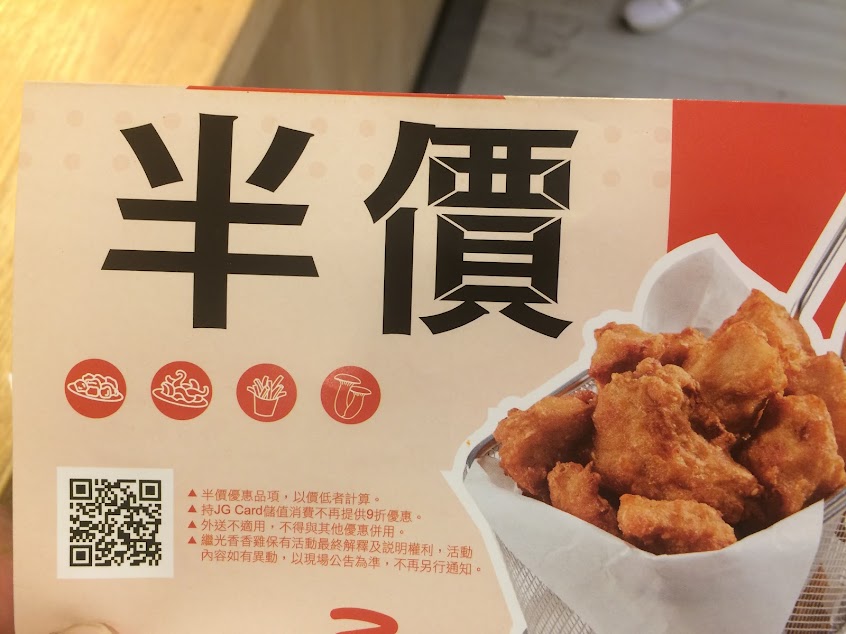 半價
▲ 半價優惠品項，以價低者計算。
▲ 持JG Card儲值消費不再提供9折優惠。
▲ 外送不適用，不得與其他優惠併用。
▲ 繼光香香雞保有活動最終解釋及説明權利，活動
內容如有異動，以現場公告為準，不再另行通知。